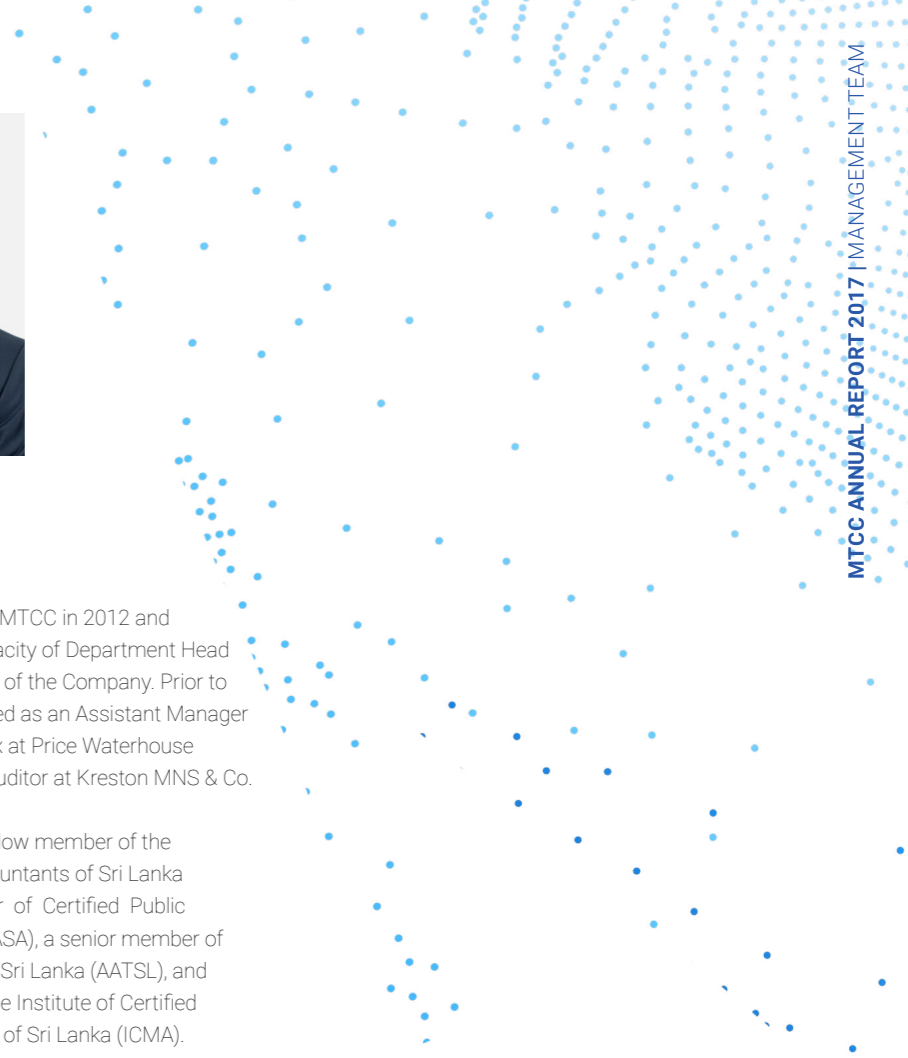 MTCC ANNUAL REPORT 2017 | MANAGEMENT TEAM
MTCC in 2012 and
acity of Department Head
of the Company. Prior to
ed as an Assistant Manager
x at Price Waterhouse
uditor at Kreston MNS & Co.
low member of the
untants of Sri Lanka
r of Certified Public
ASA), a senior member of
Sri Lanka (AATSL), and
e Institute of Certified
of Sri Lanka (ICMA).